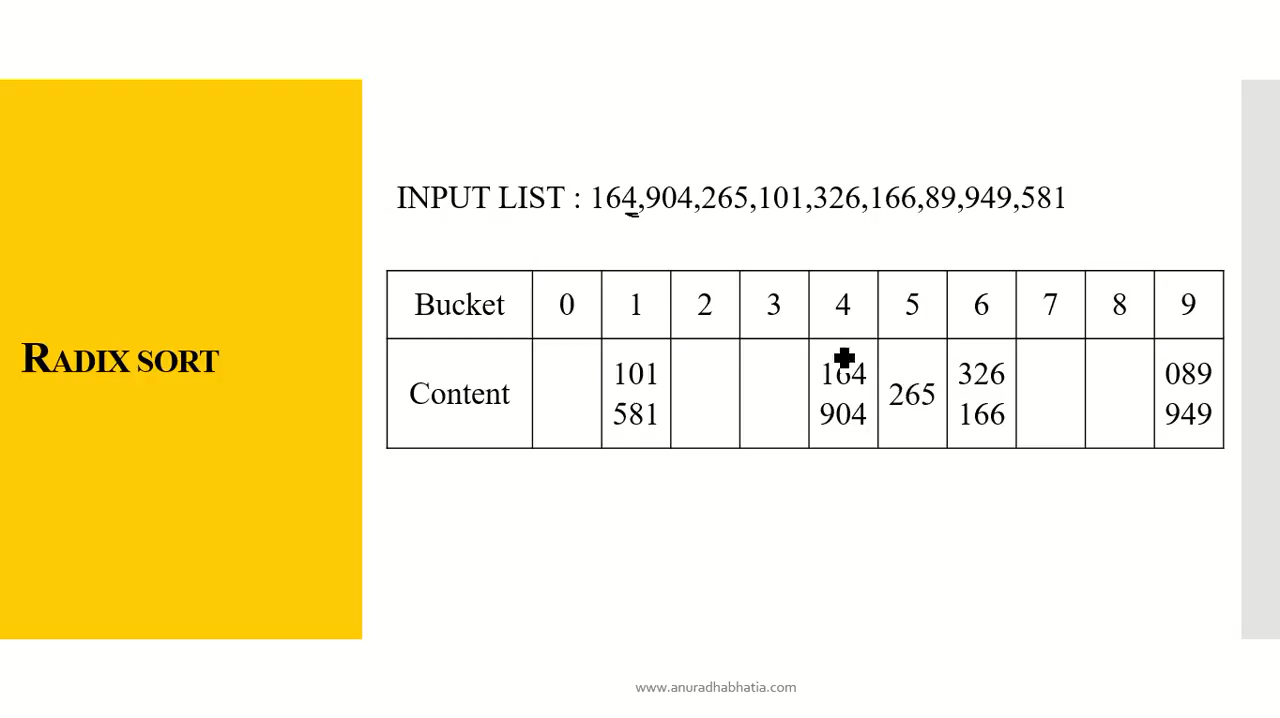 INPUT LIST : 164,904,265,101,326,166,89,949,581
RADIX SORT
Bucket 0 1 2 3 4 5 6 7 8 9
Content 101 581 164 904 265 326 166 089 949
www.anuradhabhatia.com